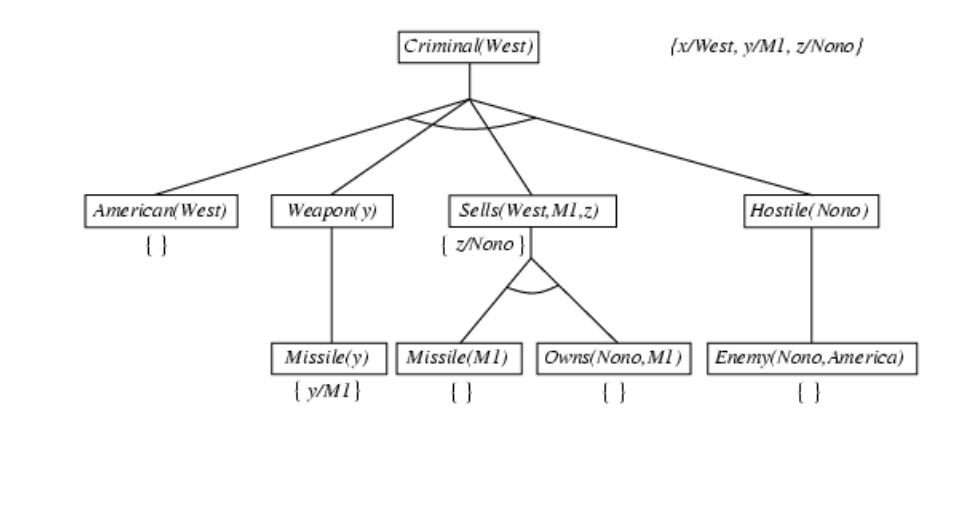 Criminal(West) {x/West, y/M1, z/Nono}
American(West) Weapon(y) Sells(West,M1,z) Hostile(Nono)
{ } { z/Nono }
Missile(y) Missile(M1) Owns(Nono,M1) Enemy(Nono,America)
{ y/M1 } { } { } { }